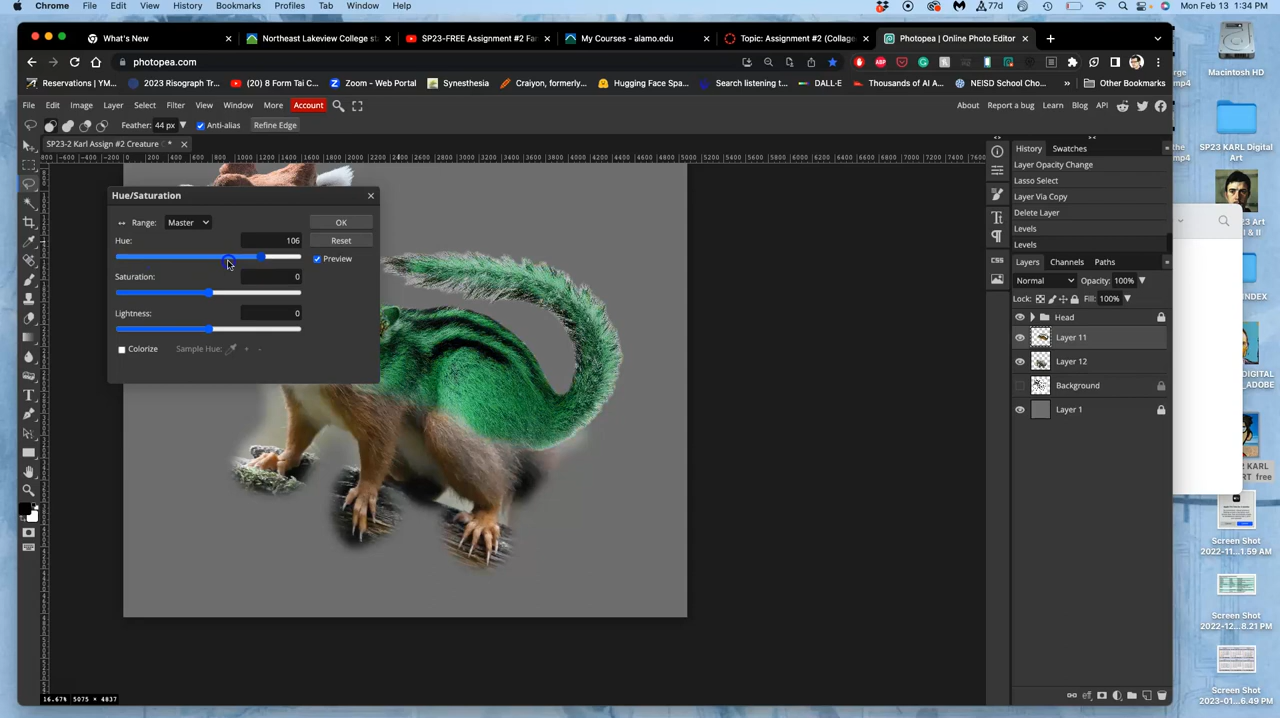 Chrome File Edit View History Bookmarks Profiles Tab Window Help 77d Mon Feb 13 1:34 PM
What's New
Northeast Lakeview College st
SP23-FREE Assignment #2 Fa
My Courses - alamo.edu
Topic: Assignment #2 (Collage
Photopea | Online Photo Editor
photopea.com
Reservations | YM...
2023 Risograph...
(20) 8 Form Tai C...
Zoom - Web Portal
Synesthesia
Crayion, formerly...
Hugging Face Spa...
Search listening t...
DALL-E
Thousands of AI A...
NEISD School Cho...
Other Bookmarks
File Edit Image Layer Select Filter View Window More Account
About Report a bug Learn Blog API
Feather: 44 px Anti-alias Refine Edge
SP23-2 Karl Assign #2 Creature *
Hue/Saturation
Range: Master OK
Hue: 106 Reset
Preview
Saturation: 0
Lightness: 0
Colorize Sample Hue: + -
History Swatches
Layer Opacity Change
Lasso Select
Layer Via Copy
Delete Layer
Levels
Levels
Layers Channels Paths
Normal Opacity: 100%
Lock: Fill: 100%
Head
Layer 11
Layer 12
Background
Layer 1
CSS
16.67% 5075 × 4837
Macintosh HD
SP23 KARL Digital
Art
Screen Shot
2022-11...1.59 AM
Screen Shot
2022-12...8.21 PM
Screen Shot
2023-01...6.49 PM